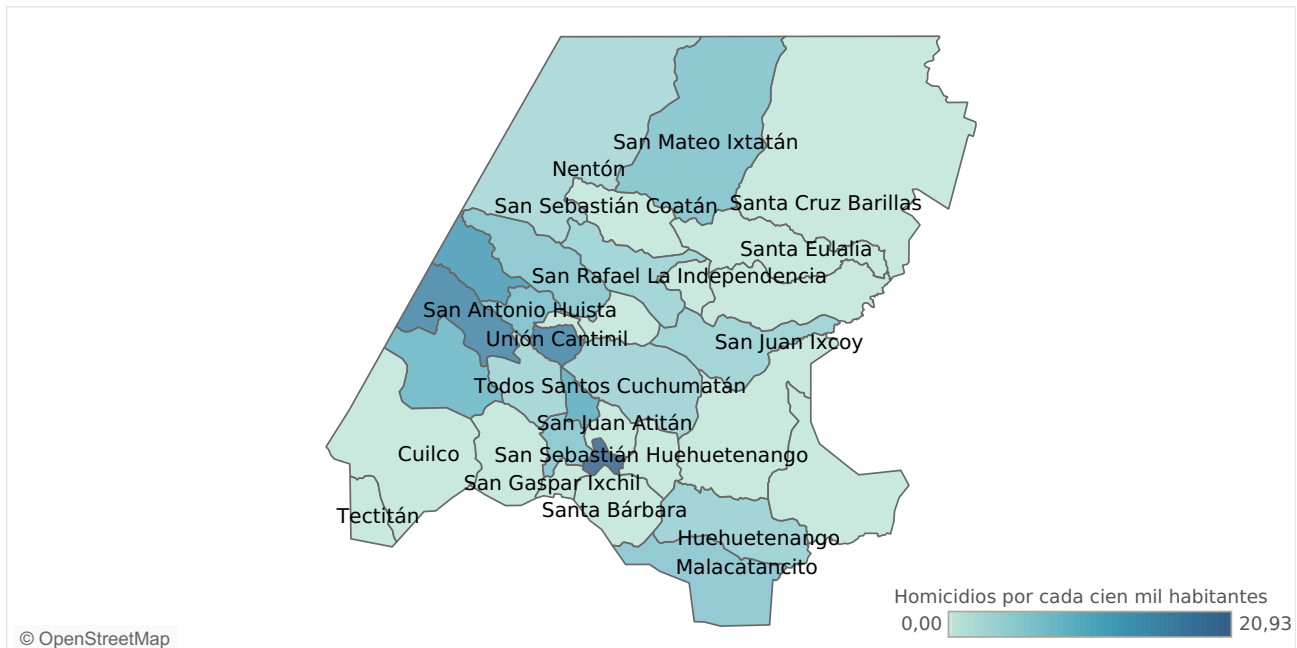 San Mateo Ixtatán
Nentón
San Sebastián Coatán
Santa Cruz Barillas
Santa Eulalia
San Rafael La Independencia
San Antonio Huista
Unión Cantinil
San Juan Ixcoy
Todos Santos Cuchumatán
San Juan Atitán
Cuilco
San Sebastián Huehuetenango
San Gaspar Ixchil
Santa Bárbara
Tectitán
Huehuetenango
Malacatancito
Homicidios por cada cien mil habitantes
0,00
20,93
© OpenStreetMap